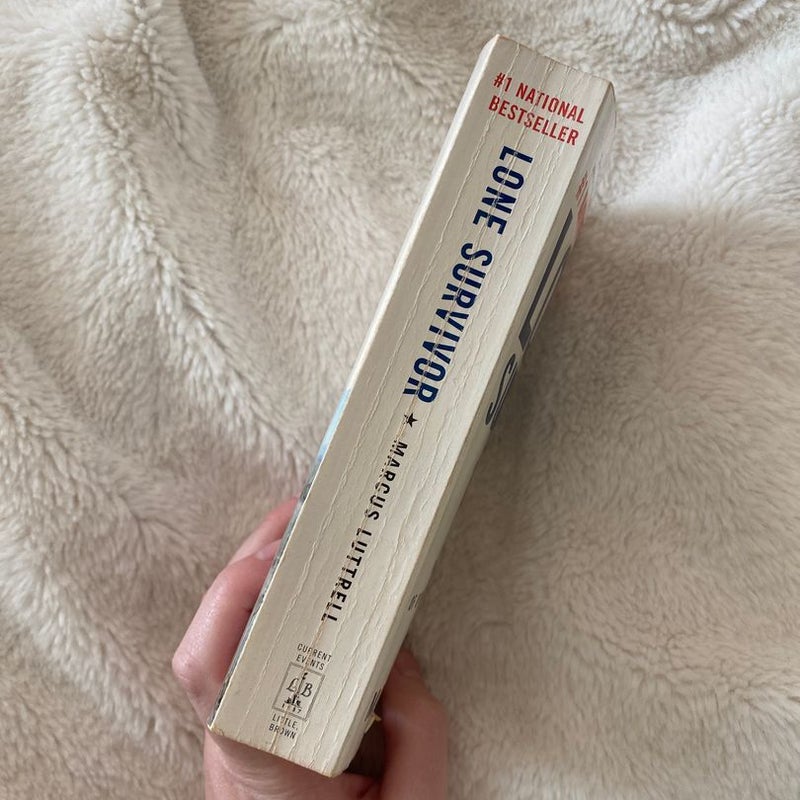 #1 NATIONAL
BESTSELLER
LONE SURVIVOR ★ MARCUS LUTTRELL
CURRENT
EVENTS
LB
LITTLE,
BROWN